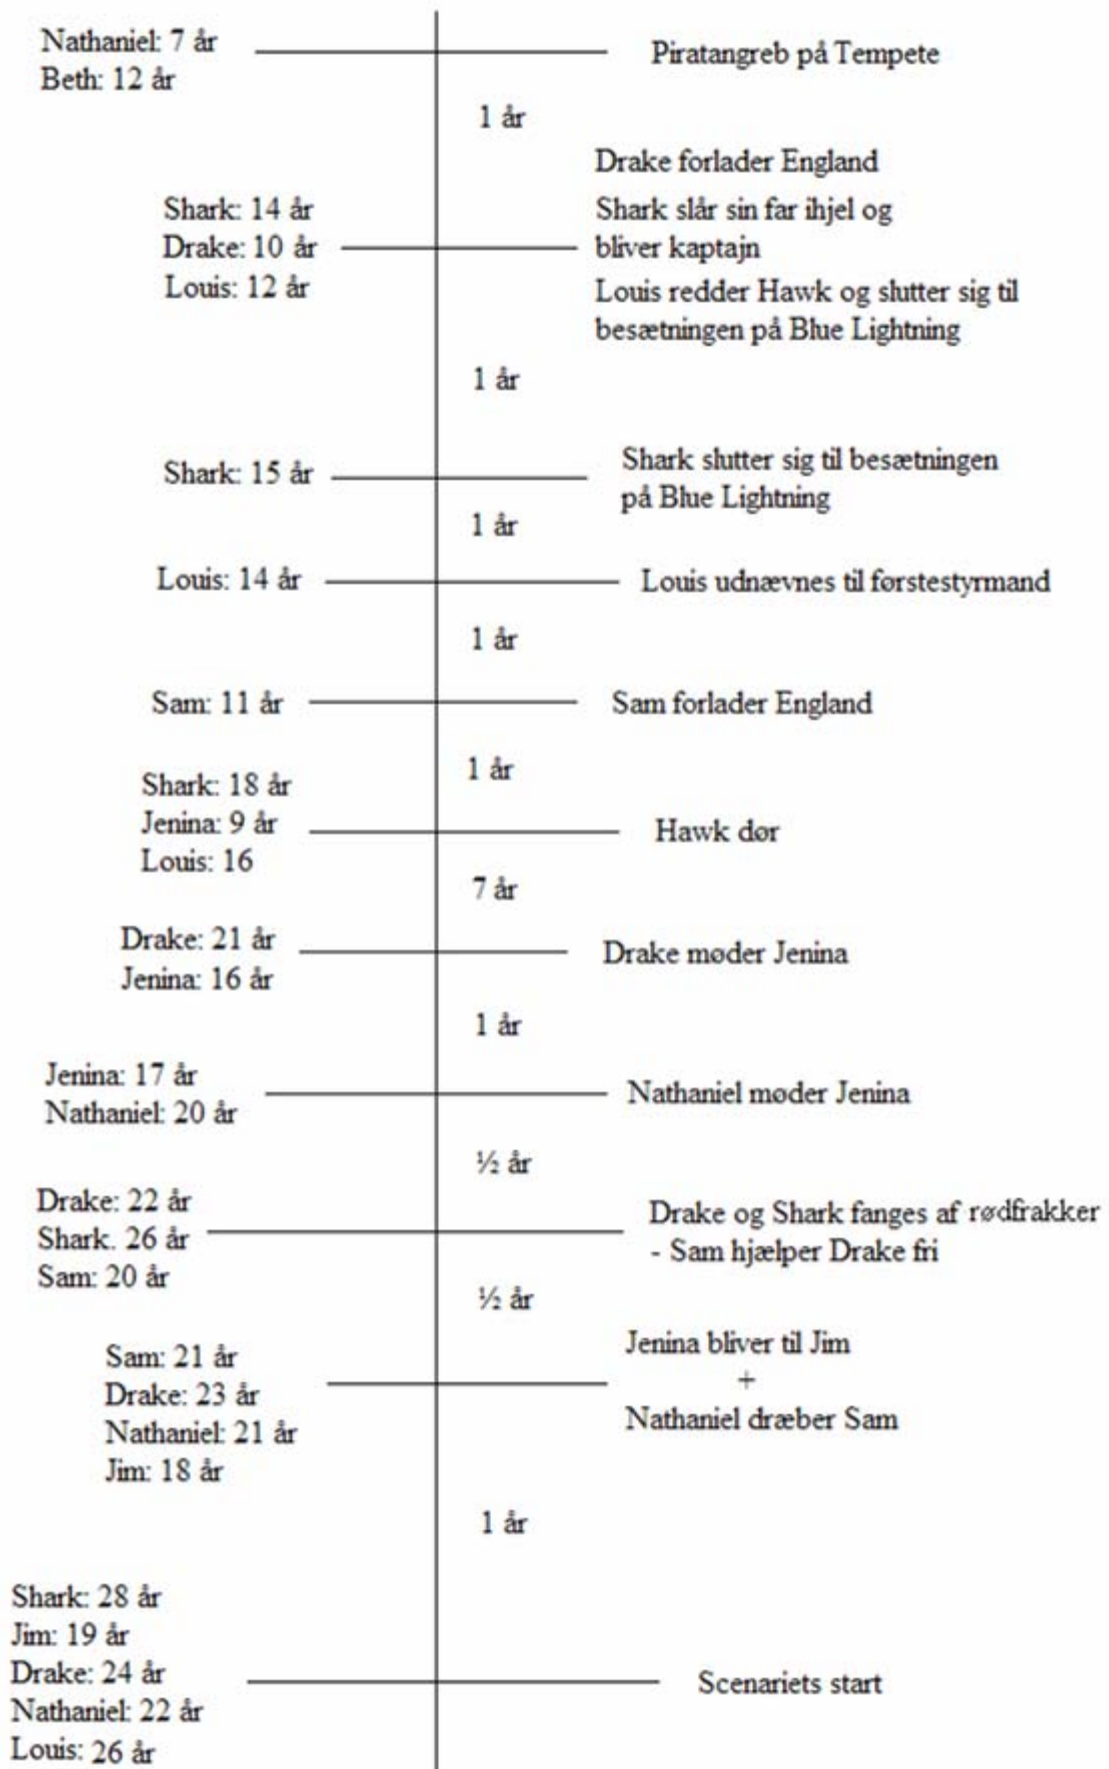 Nathaniel: 7 år
Beth: 12 år
Piratangreb på Tempete
1 år
Drake forlader England
Shark: 14 år
Drake: 10 år
Louis: 12 år
Shark slår sin far ihjel og
bliver kaptajn
Louis redder Hawk og slutter sig til
besætningen på Blue Lightning
1 år
Shark: 15 år
Shark slutter sig til besætningen
på Blue Lightning
1 år
Louis: 14 år
Louis udnævnes til førstestyrmand
1 år
Sam: 11 år
Sam forlader England
1 år
Shark: 18 år
Jenina: 9 år
Louis: 16
Hawk dør
7 år
Drake: 21 år
Jenina: 16 år
Drake møder Jenina
1 år
Jenina: 17 år
Nathaniel: 20 år
Nathaniel møder Jenina
½ år
Drake: 22 år
Shark. 26 år
Sam: 20 år
Drake og Shark fanges af rødfrakker
- Sam hjælper Drake fri
½ år
Sam: 21 år
Drake: 23 år
Nathaniel: 21 år
Jim: 18 år
Jenina bliver til Jim
+
Nathaniel dræber Sam
1 år
Shark: 28 år
Jim: 19 år
Drake: 24 år
Nathaniel: 22 år
Louis: 26 år
Scenariets start